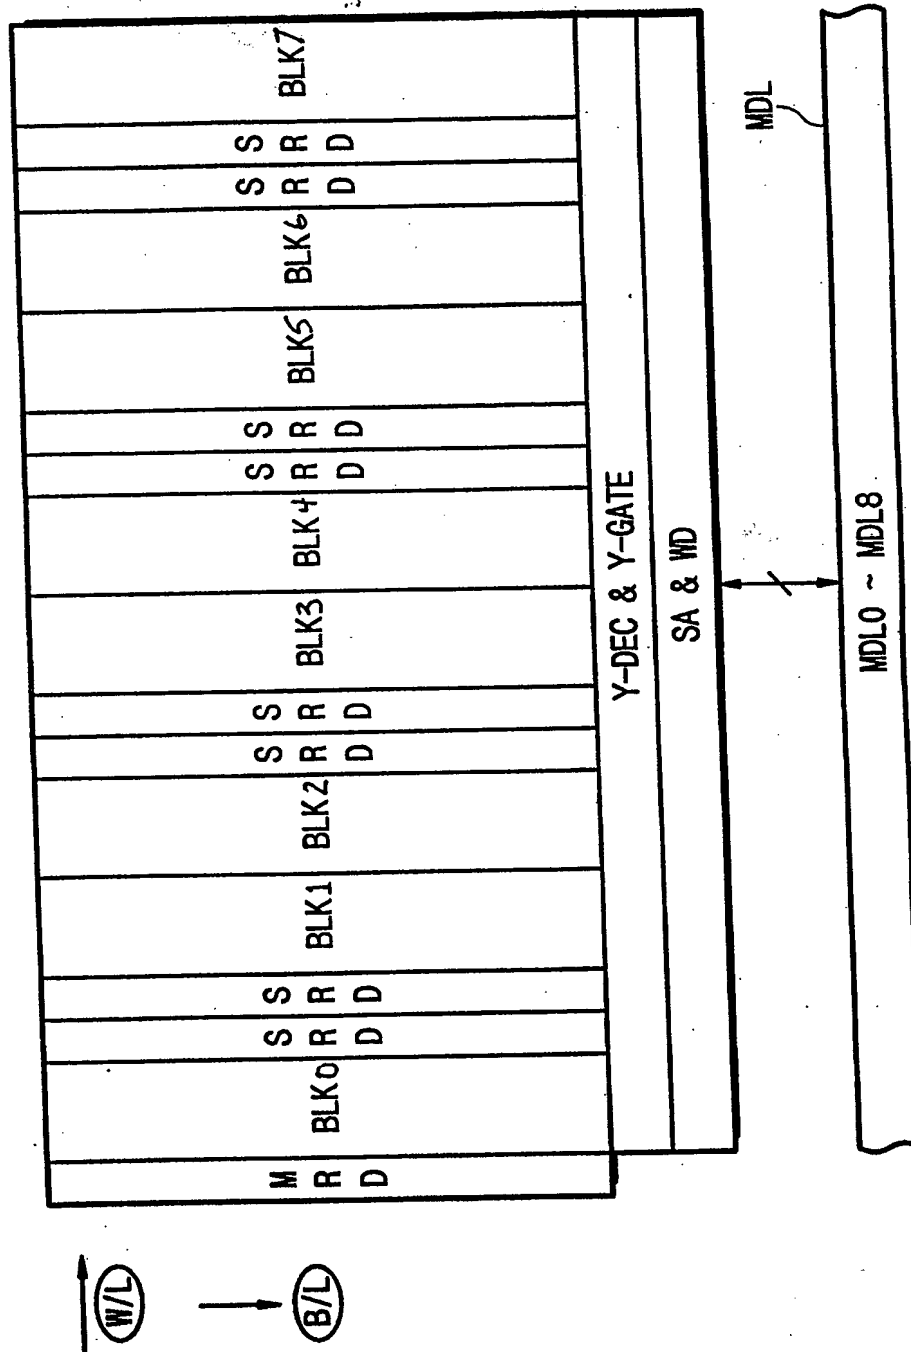 W/L
B/L
M
R
D
BLK0
S
R
D
S
R
D
BLK1
BLK2
S
R
D
S
R
D
BLK3
BLK4
S
R
D
S
R
D
BLK5
BLK6
S
R
D
S
R
D
BLK7
Y-DEC & Y-GATE
SA & WD
MDL
MDL0 ~ MDL8